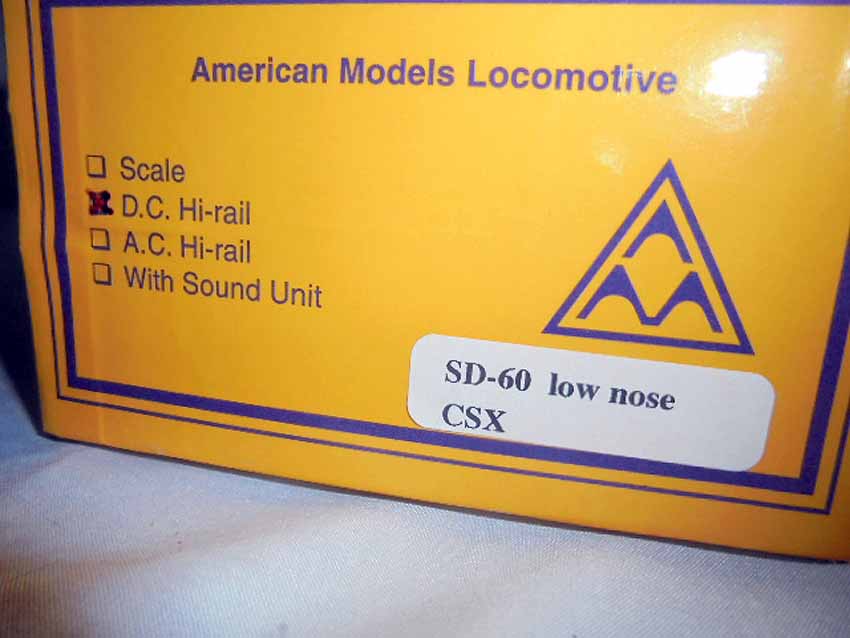 American Models Locomotive
Scale
D.C. Hi-rail
A.C. Hi-rail
With Sound Unit
SD-60 low nose
CSX